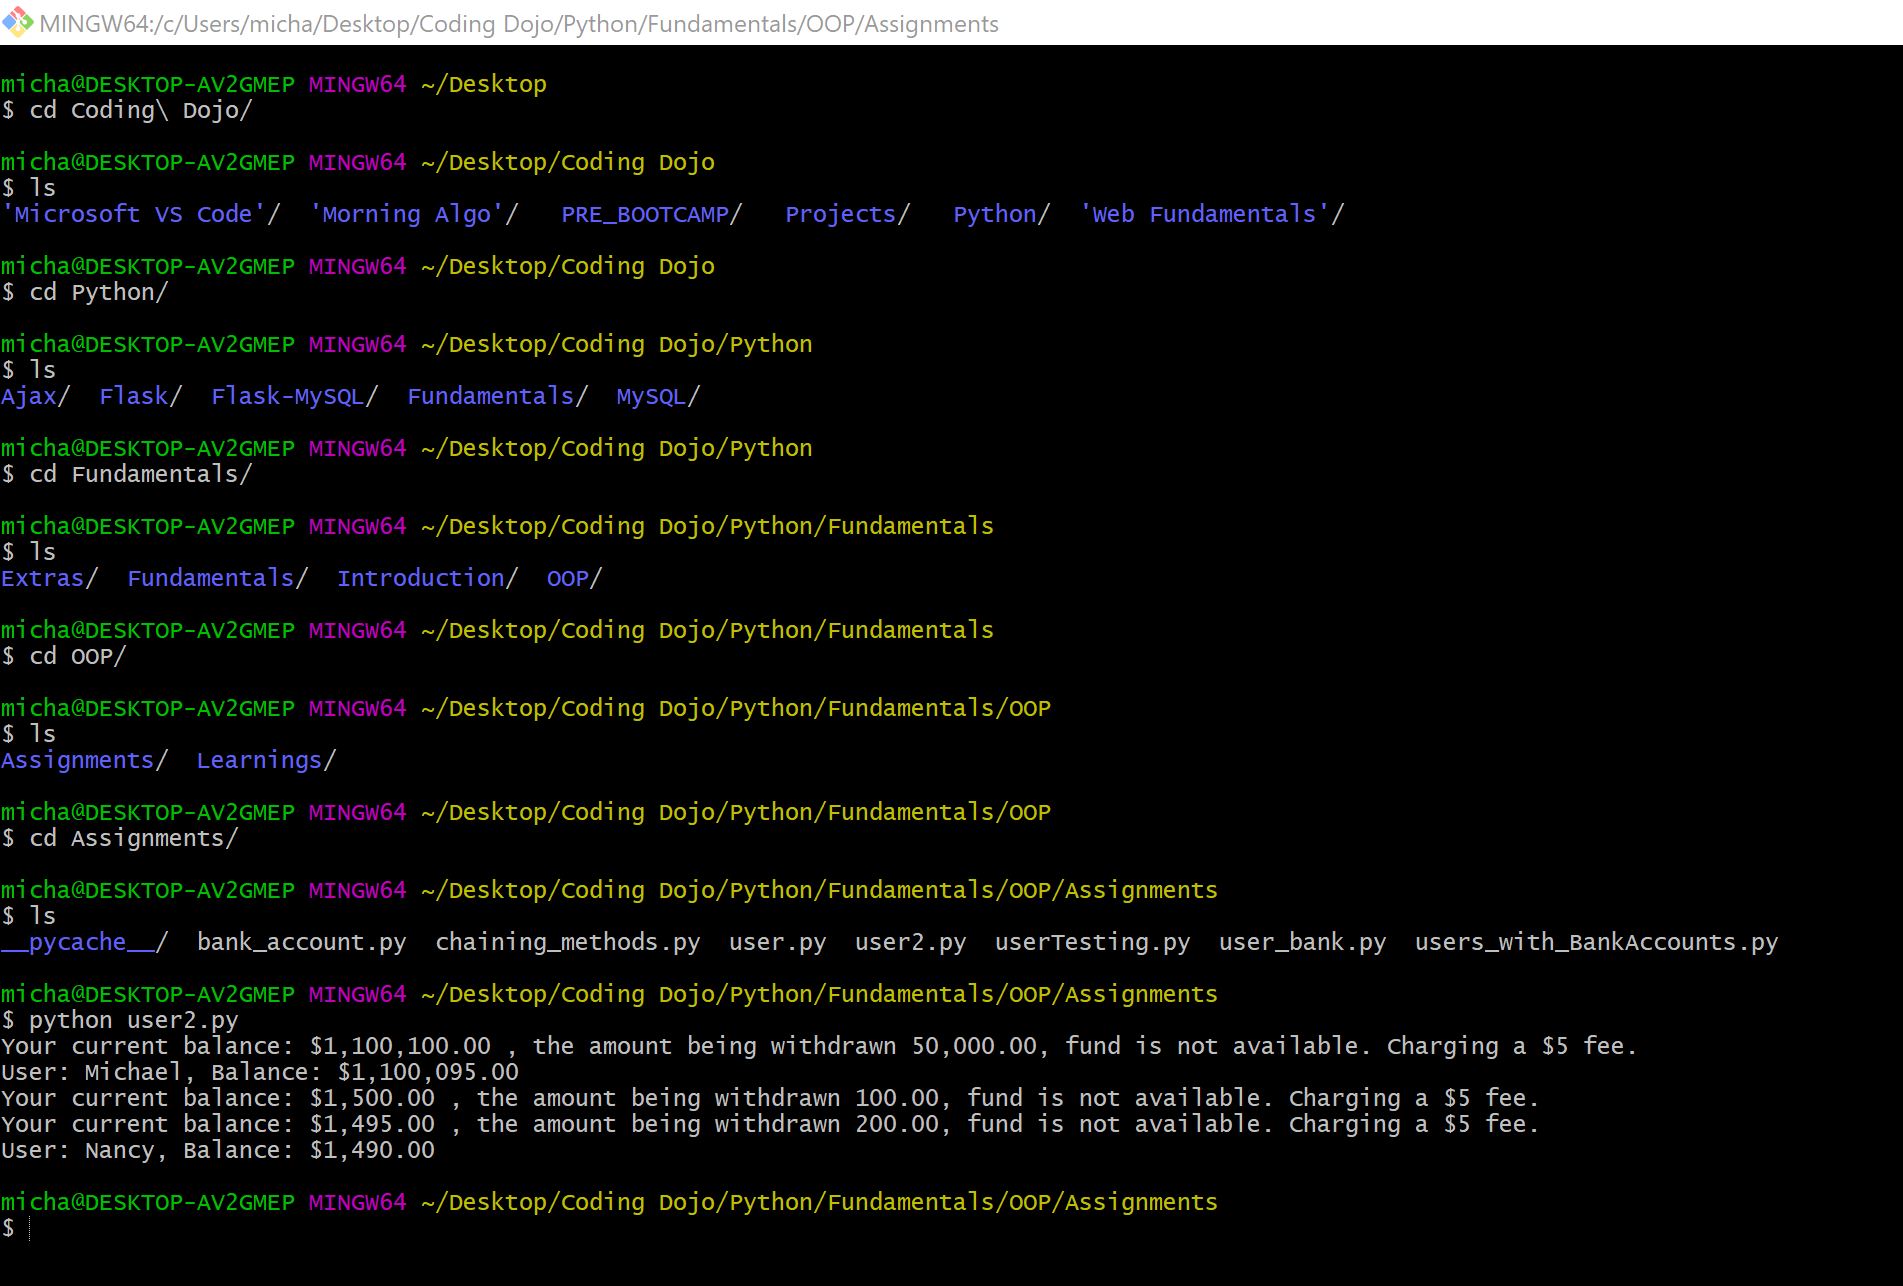 MINGW64:/c/Users/micha/Desktop/Coding Dojo/Python/Fundamentals/OOP/Assignments
micha@DESKTOP-AV2GMEP MINGW64 ~/Desktop
$ cd Coding\ Dojo/
micha@DESKTOP-AV2GMEP MINGW64 ~/Desktop/Coding Dojo
$ ls
'Microsoft VS Code'/  'Morning Algo'/   PRE_BOOTCAMP/   Projects/   Python/  'Web Fundamentals'/
micha@DESKTOP-AV2GMEP MINGW64 ~/Desktop/Coding Dojo
$ cd Python/
micha@DESKTOP-AV2GMEP MINGW64 ~/Desktop/Coding Dojo/Python
$ ls
Ajax/  Flask/  Flask-MySQL/  Fundamentals/  MySQL/
micha@DESKTOP-AV2GMEP MINGW64 ~/Desktop/Coding Dojo/Python
$ cd Fundamentals/
micha@DESKTOP-AV2GMEP MINGW64 ~/Desktop/Coding Dojo/Python/Fundamentals
$ ls
Extras/  Fundamentals/  Introduction/  OOP/
micha@DESKTOP-AV2GMEP MINGW64 ~/Desktop/Coding Dojo/Python/Fundamentals
$ cd OOP/
micha@DESKTOP-AV2GMEP MINGW64 ~/Desktop/Coding Dojo/Python/Fundamentals/OOP
$ ls
Assignments/  Learnings/
micha@DESKTOP-AV2GMEP MINGW64 ~/Desktop/Coding Dojo/Python/Fundamentals/OOP
$ cd Assignments/
micha@DESKTOP-AV2GMEP MINGW64 ~/Desktop/Coding Dojo/Python/Fundamentals/OOP/Assignments
$ ls
__pycache__/  bank_account.py  chaining_methods.py  user.py  user2.py  userTesting.py  user_bank.py  users_with_BankAccounts.py
micha@DESKTOP-AV2GMEP MINGW64 ~/Desktop/Coding Dojo/Python/Fundamentals/OOP/Assignments
$ python user2.py
Your current balance: $1,100,100.00 , the amount being withdrawn 50,000.00, fund is not available. Charging a $5 fee.
User: Michael, Balance: $1,100,095.00
Your current balance: $1,500.00 , the amount being withdrawn 100.00, fund is not available. Charging a $5 fee.
Your current balance: $1,495.00 , the amount being withdrawn 200.00, fund is not available. Charging a $5 fee.
User: Nancy, Balance: $1,490.00
micha@DESKTOP-AV2GMEP MINGW64 ~/Desktop/Coding Dojo/Python/Fundamentals/OOP/Assignments
$